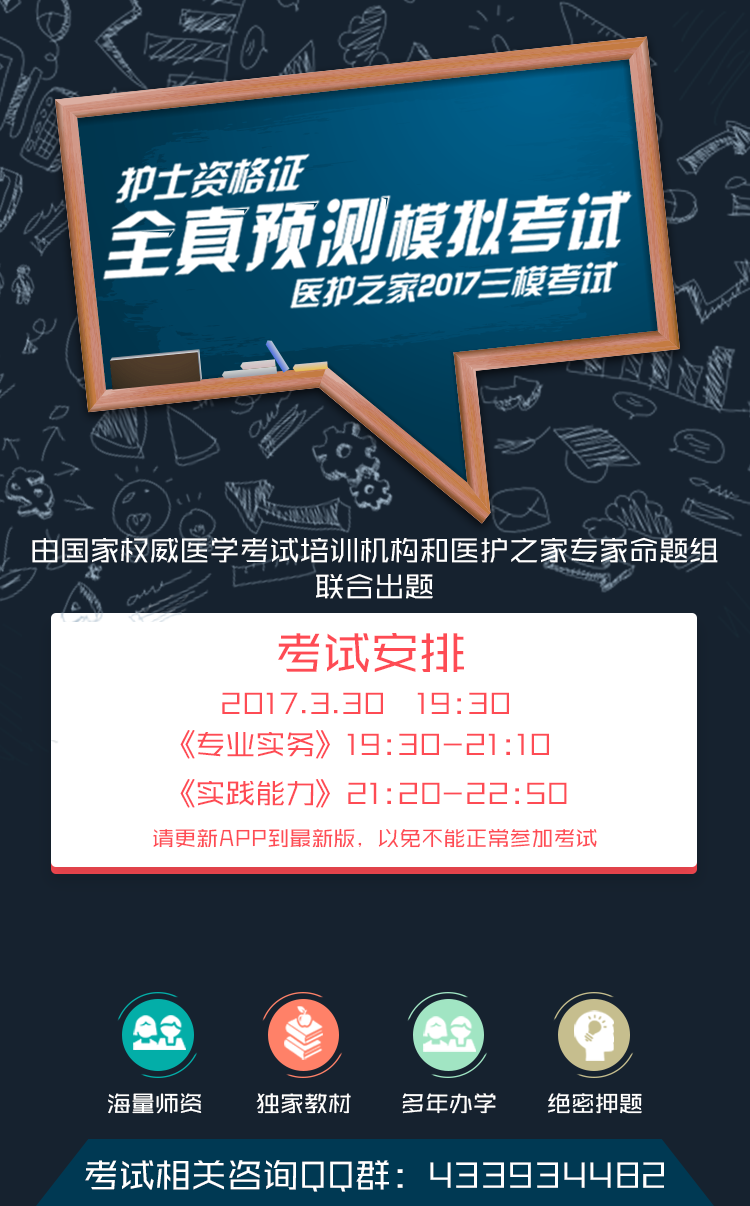 护士资格证
全真预测模拟考试
医护之家2017三模考试
由国家权威医学考试培训机构和医护之家专家命题组
联合出题
考试安排
2017.3.30 19:30
《专业实务》19:30-21:10
《实践能力》21:20-22:50
请更新APP到最新版，以免不能正常参加考试
海量师资 独家教材 多年办学 绝密押题
考试相关咨询QQ群：433934482